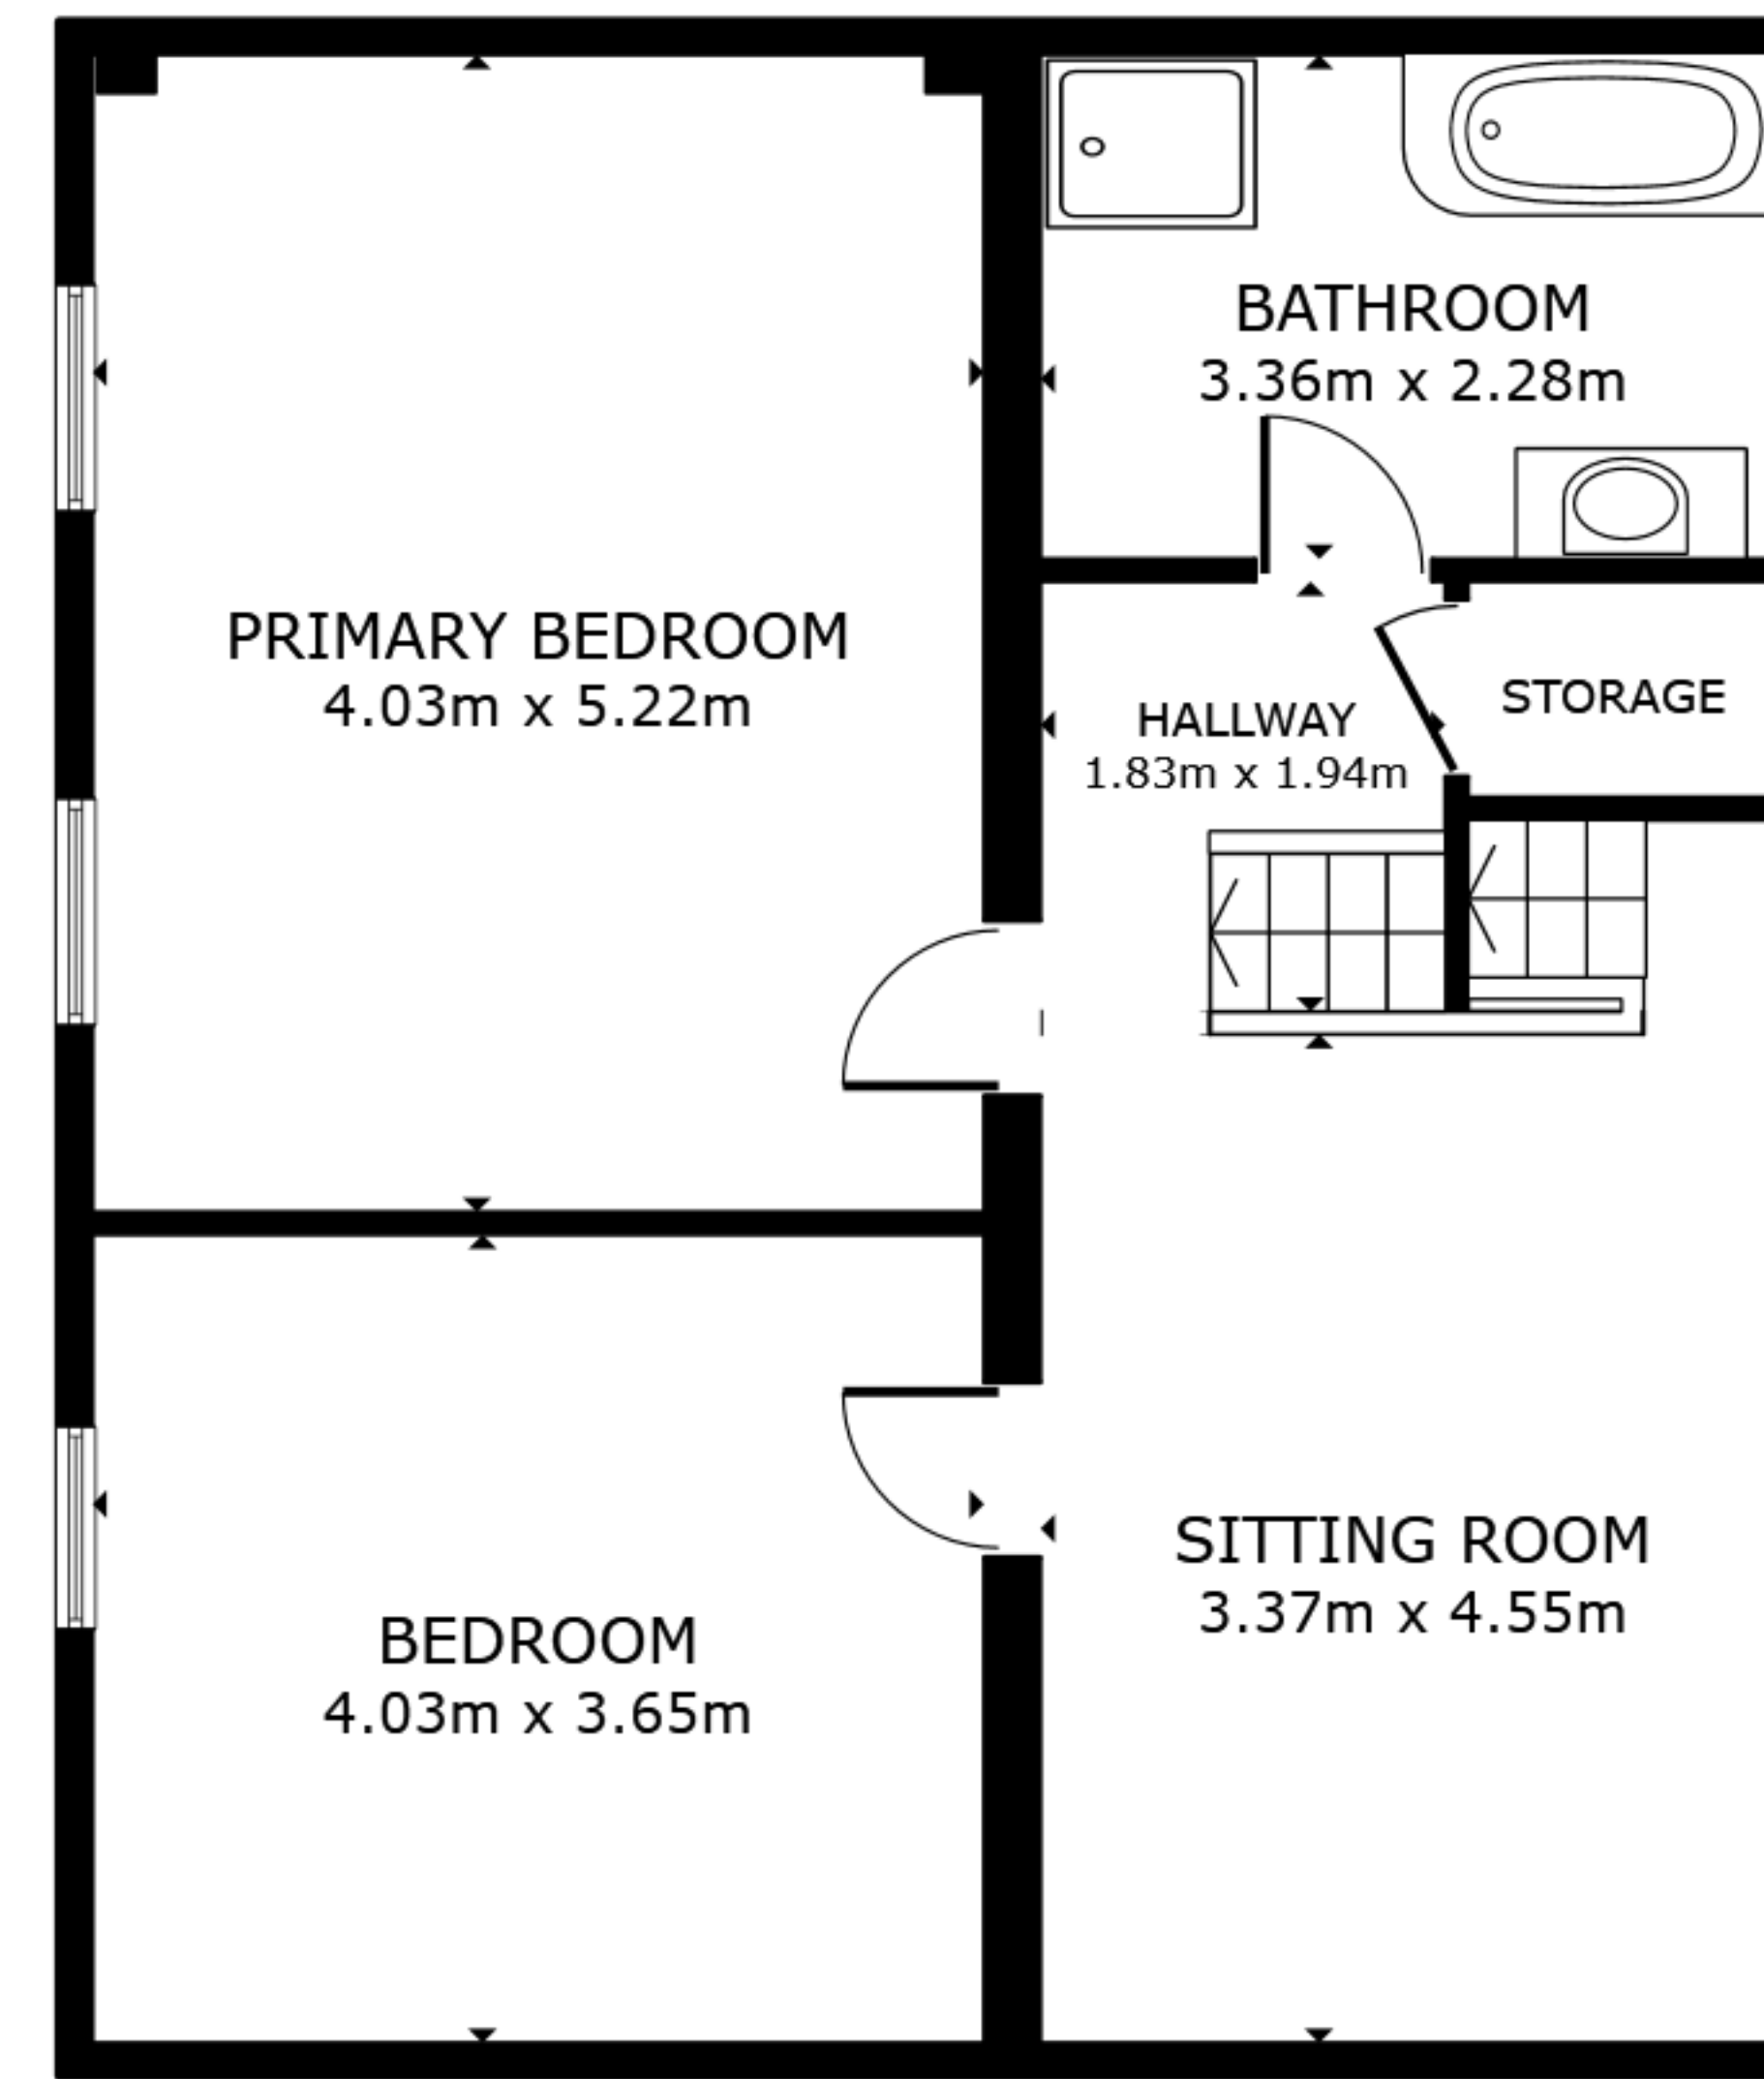 BATHROOM
3.36m x 2.28m
PRIMARY BEDROOM
4.03m x 5.22m
STORAGE
HALLWAY
1.83m x 1.94m
SITTING ROOM
3.37m x 4.55m
BEDROOM
4.03m x 3.65m